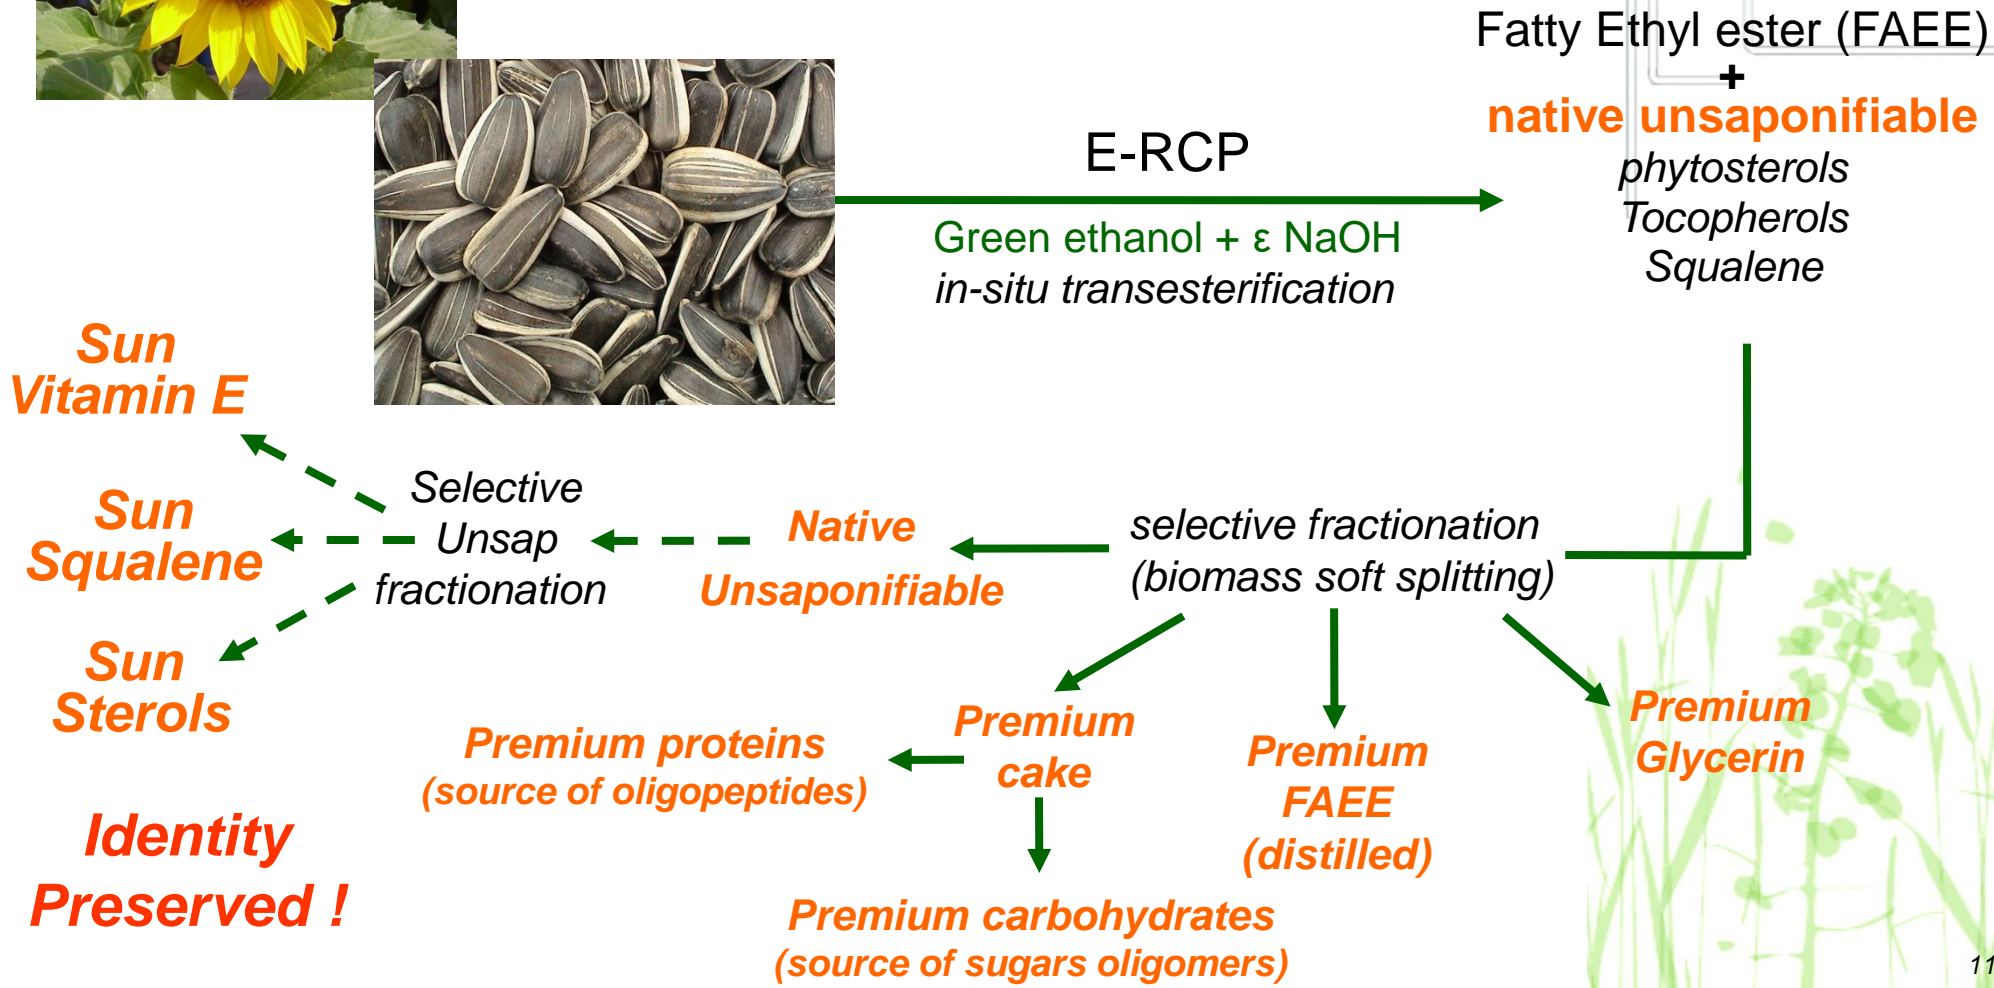 Fatty Ethyl ester (FAEE)
+
native unsaponifiable
phytosterols
Tocopherols
Squalene
E-RCP
Green ethanol + ε NaOH
in-situ transesterification
Sun
Vitamin E
Sun
Squalene
Sun
Sterols
Selective
Unsap
fractionation
Native
Unsaponifiable
selective fractionation
(biomass soft splitting)
Premium proteins
(source of oligopeptides)
Premium
cake
Premium
FAEE
(distilled)
Premium
Glycerin
Identity
Preserved !
Premium carbohydrates
(source of sugars oligomers)
11